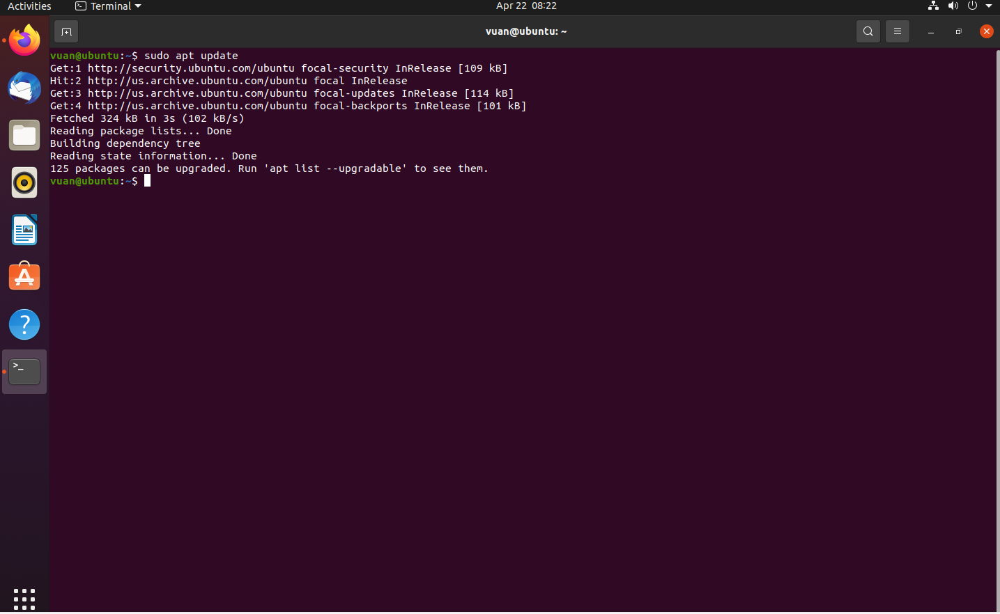 Activities
Terminal
Apr 22 08:22
vuan@ubuntu: ~
vuan@ubuntu:~$ sudo apt update
Get:1 http://security.ubuntu.com/ubuntu focal-security InRelease [109 kB]
Hit:2 http://us.archive.ubuntu.com/ubuntu focal InRelease
Get:3 http://us.archive.ubuntu.com/ubuntu focal-updates InRelease [114 kB]
Get:4 http://us.archive.ubuntu.com/ubuntu focal-backports InRelease [101 kB]
Fetched 324 kB in 3s (102 kB/s)
Reading package lists... Done
Building dependency tree
Reading state information... Done
125 packages can be upgraded. Run 'apt list --upgradable' to see them.
vuan@ubuntu:~$